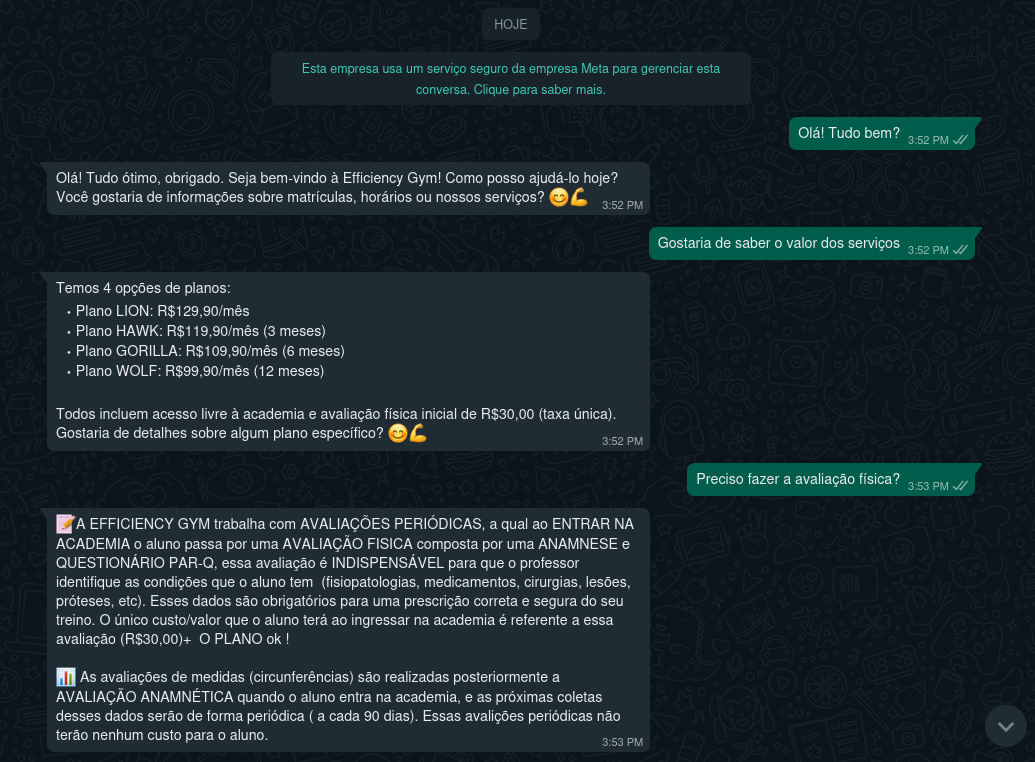 HOJE
Esta empresa usa um serviço seguro da empresa Meta para gerenciar esta
conversa. Clique para saber mais.
Olá! Tudo bem? 3:52 PM
Olá! Tudo ótimo, obrigado. Seja bem-vindo à Efficiency Gym! Como posso ajudá-lo hoje?
Você gostaria de informações sobre matrículas, horários ou nossos serviços? 😊💪 3:52 PM
Gostaria de saber o valor dos serviços 3:52 PM
Temos 4 opções de planos:
• Plano LION: R$129,90/mês
• Plano HAWK: R$119,90/mês (3 meses)
• Plano GORILLA: R$109,90/mês (6 meses)
• Plano WOLF: R$99,90/mês (12 meses)
Todos incluem acesso livre à academia e avaliação física inicial de R$30,00 (taxa única).
Gostaria de detalhes sobre algum plano específico? 😊💪 3:52 PM
Preciso fazer a avaliação física? 3:53 PM
📝A EFFICIENCY GYM trabalha com AVALIAÇÕES PERIÓDICAS, a qual ao ENTRAR NA
ACADEMIA o aluno passa por uma AVALIAÇÃO FISICA composta por uma ANAMNESE e
QUESTIONÁRIO PAR-Q, essa avaliação é INDISPENSÁVEL para que o professor
identifique as condições que o aluno tem  (fisiopatologias, medicamentos, cirurgias, lesões,
próteses, etc). Esses dados são obrigatórios para uma prescrição correta e segura do seu
treino. O único custo/valor que o aluno terá ao ingressar na academia é referente a essa
avaliação (R$30,00)+  O PLANO ok !
📊 As avaliações de medidas (circunferências) são realizadas posteriormente a
AVALIAÇÃO ANAMNÉTICA quando o aluno entra na academia, e as próximas coletas
desses dados serão de forma periódica ( a cada 90 dias). Essas avalições periódicas não
terão nenhum custo para o aluno. 3:53 PM